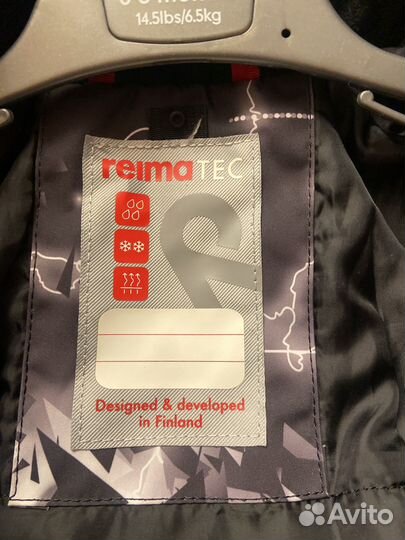 14.5lbs/6.5kg
reimaTEC
Designed & developed
in Finland
Avito